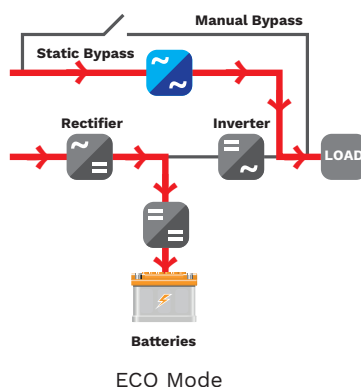 Manual Bypass
Static Bypass
Rectifier
Inverter
LOAD
Batteries
ECO Mode